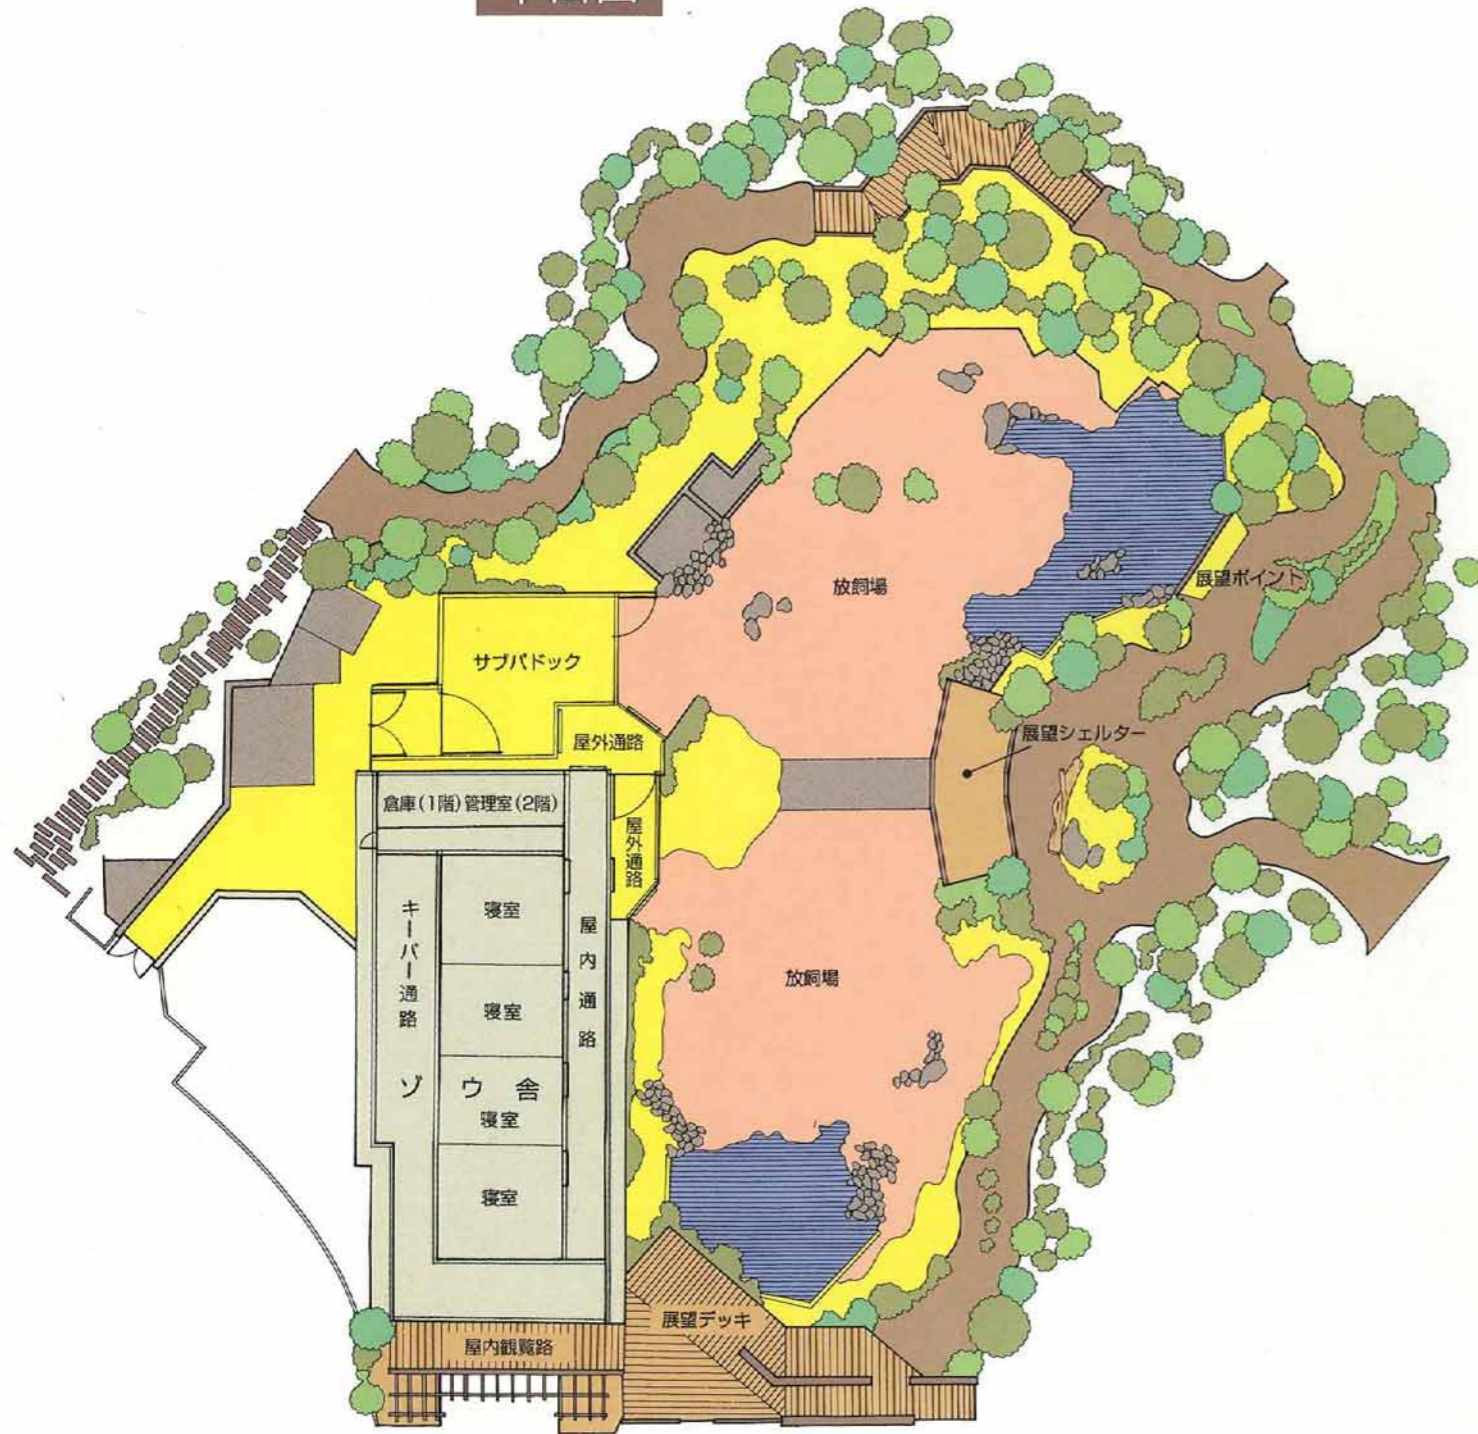 放飼場
展望ポイント
サブパドック
展望シェルター
屋外通路
倉庫(1階)管理室(2階)
屋外通路
キーパー通路
寝室
屋内通路
放飼場
寝室
ゾウ舎
寝室
寝室
展望デッキ
屋内観覧路